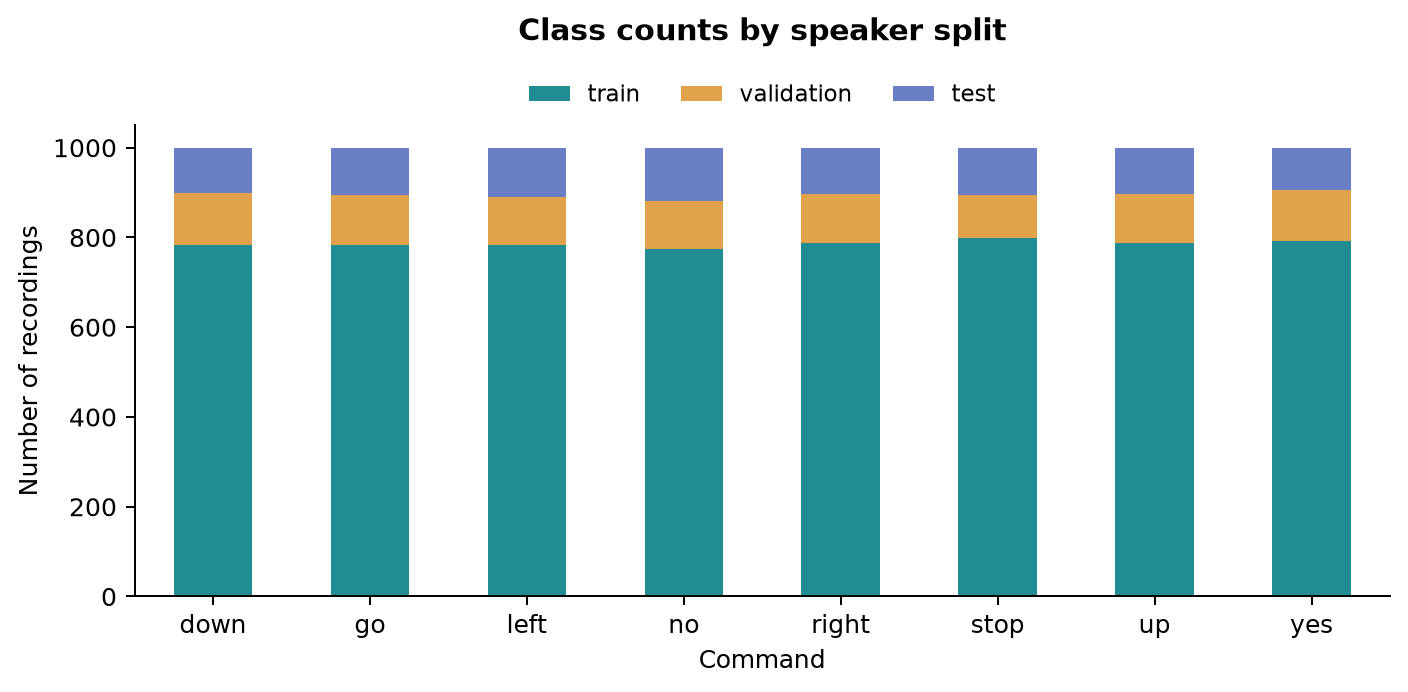 Class counts by speaker split
train validation test
1000
800
600
400
200
0
Number of recordings
down go left no right stop up yes
Command